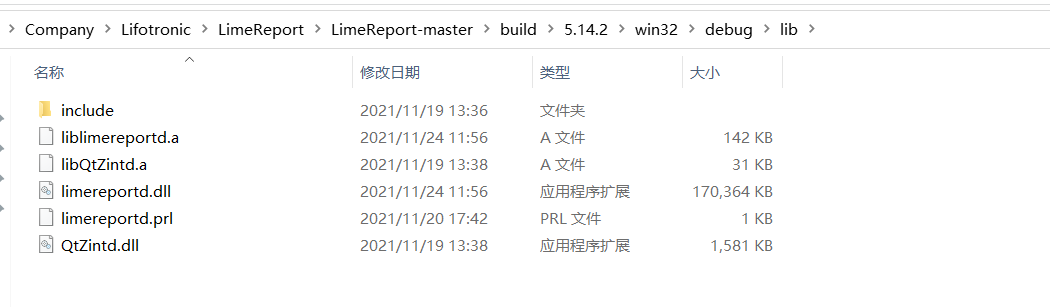 Company Lifotronic LimeReport LimeReport-master build 5.14.2 win32 debug lib
名称 修改日期 类型 大小
include 2021/11/19 13:36 文件夹
liblimereportd.a 2021/11/24 11:56 A 文件 142 KB
libQtZintd.a 2021/11/19 13:38 A 文件 31 KB
limereportd.dll 2021/11/24 11:56 应用程序扩展 170,364 KB
limereportd.prl 2021/11/20 17:42 PRL 文件 1 KB
QtZintd.dll 2021/11/19 13:38 应用程序扩展 1,581 KB